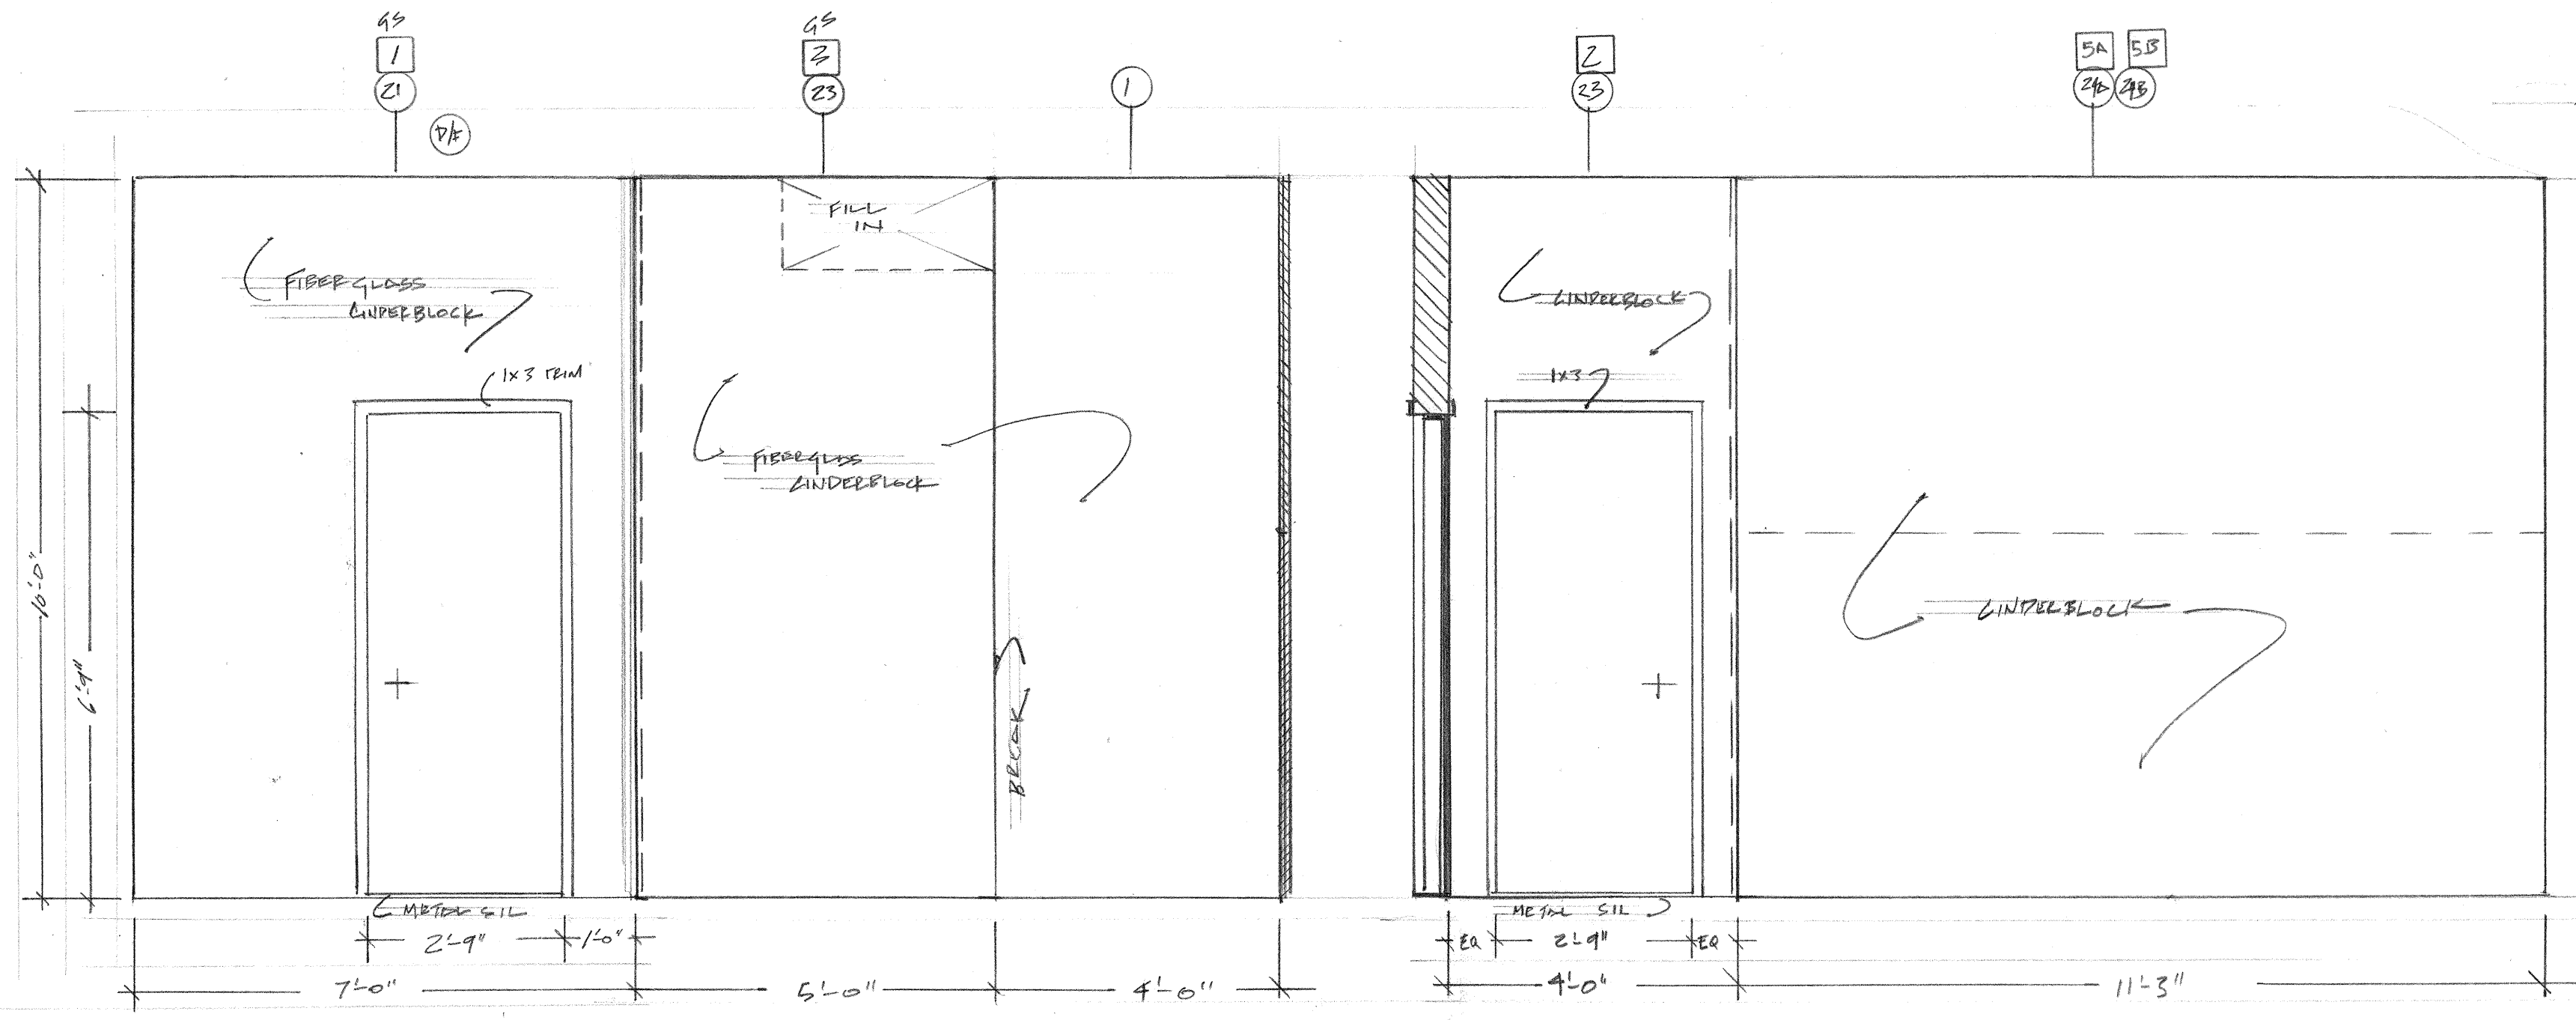 GS
1
21
D/F
GS
3
23
1
2
23
5A 5B
24A 24B
FILL
IN
FIBERGLASS
CINDERBLOCK
1x3 TRIM
FIBERGLASS
CINDERBLOCK
BREAK
CINDERBLOCK
1x3
CINDERBLOCK
10'-0"
6'-9"
METAL SIL
METAL SIL
2'-9"
1'-0"
EQ
2'-9"
EQ
7'-0"
5'-0"
4'-0"
4'-0"
11'-3"